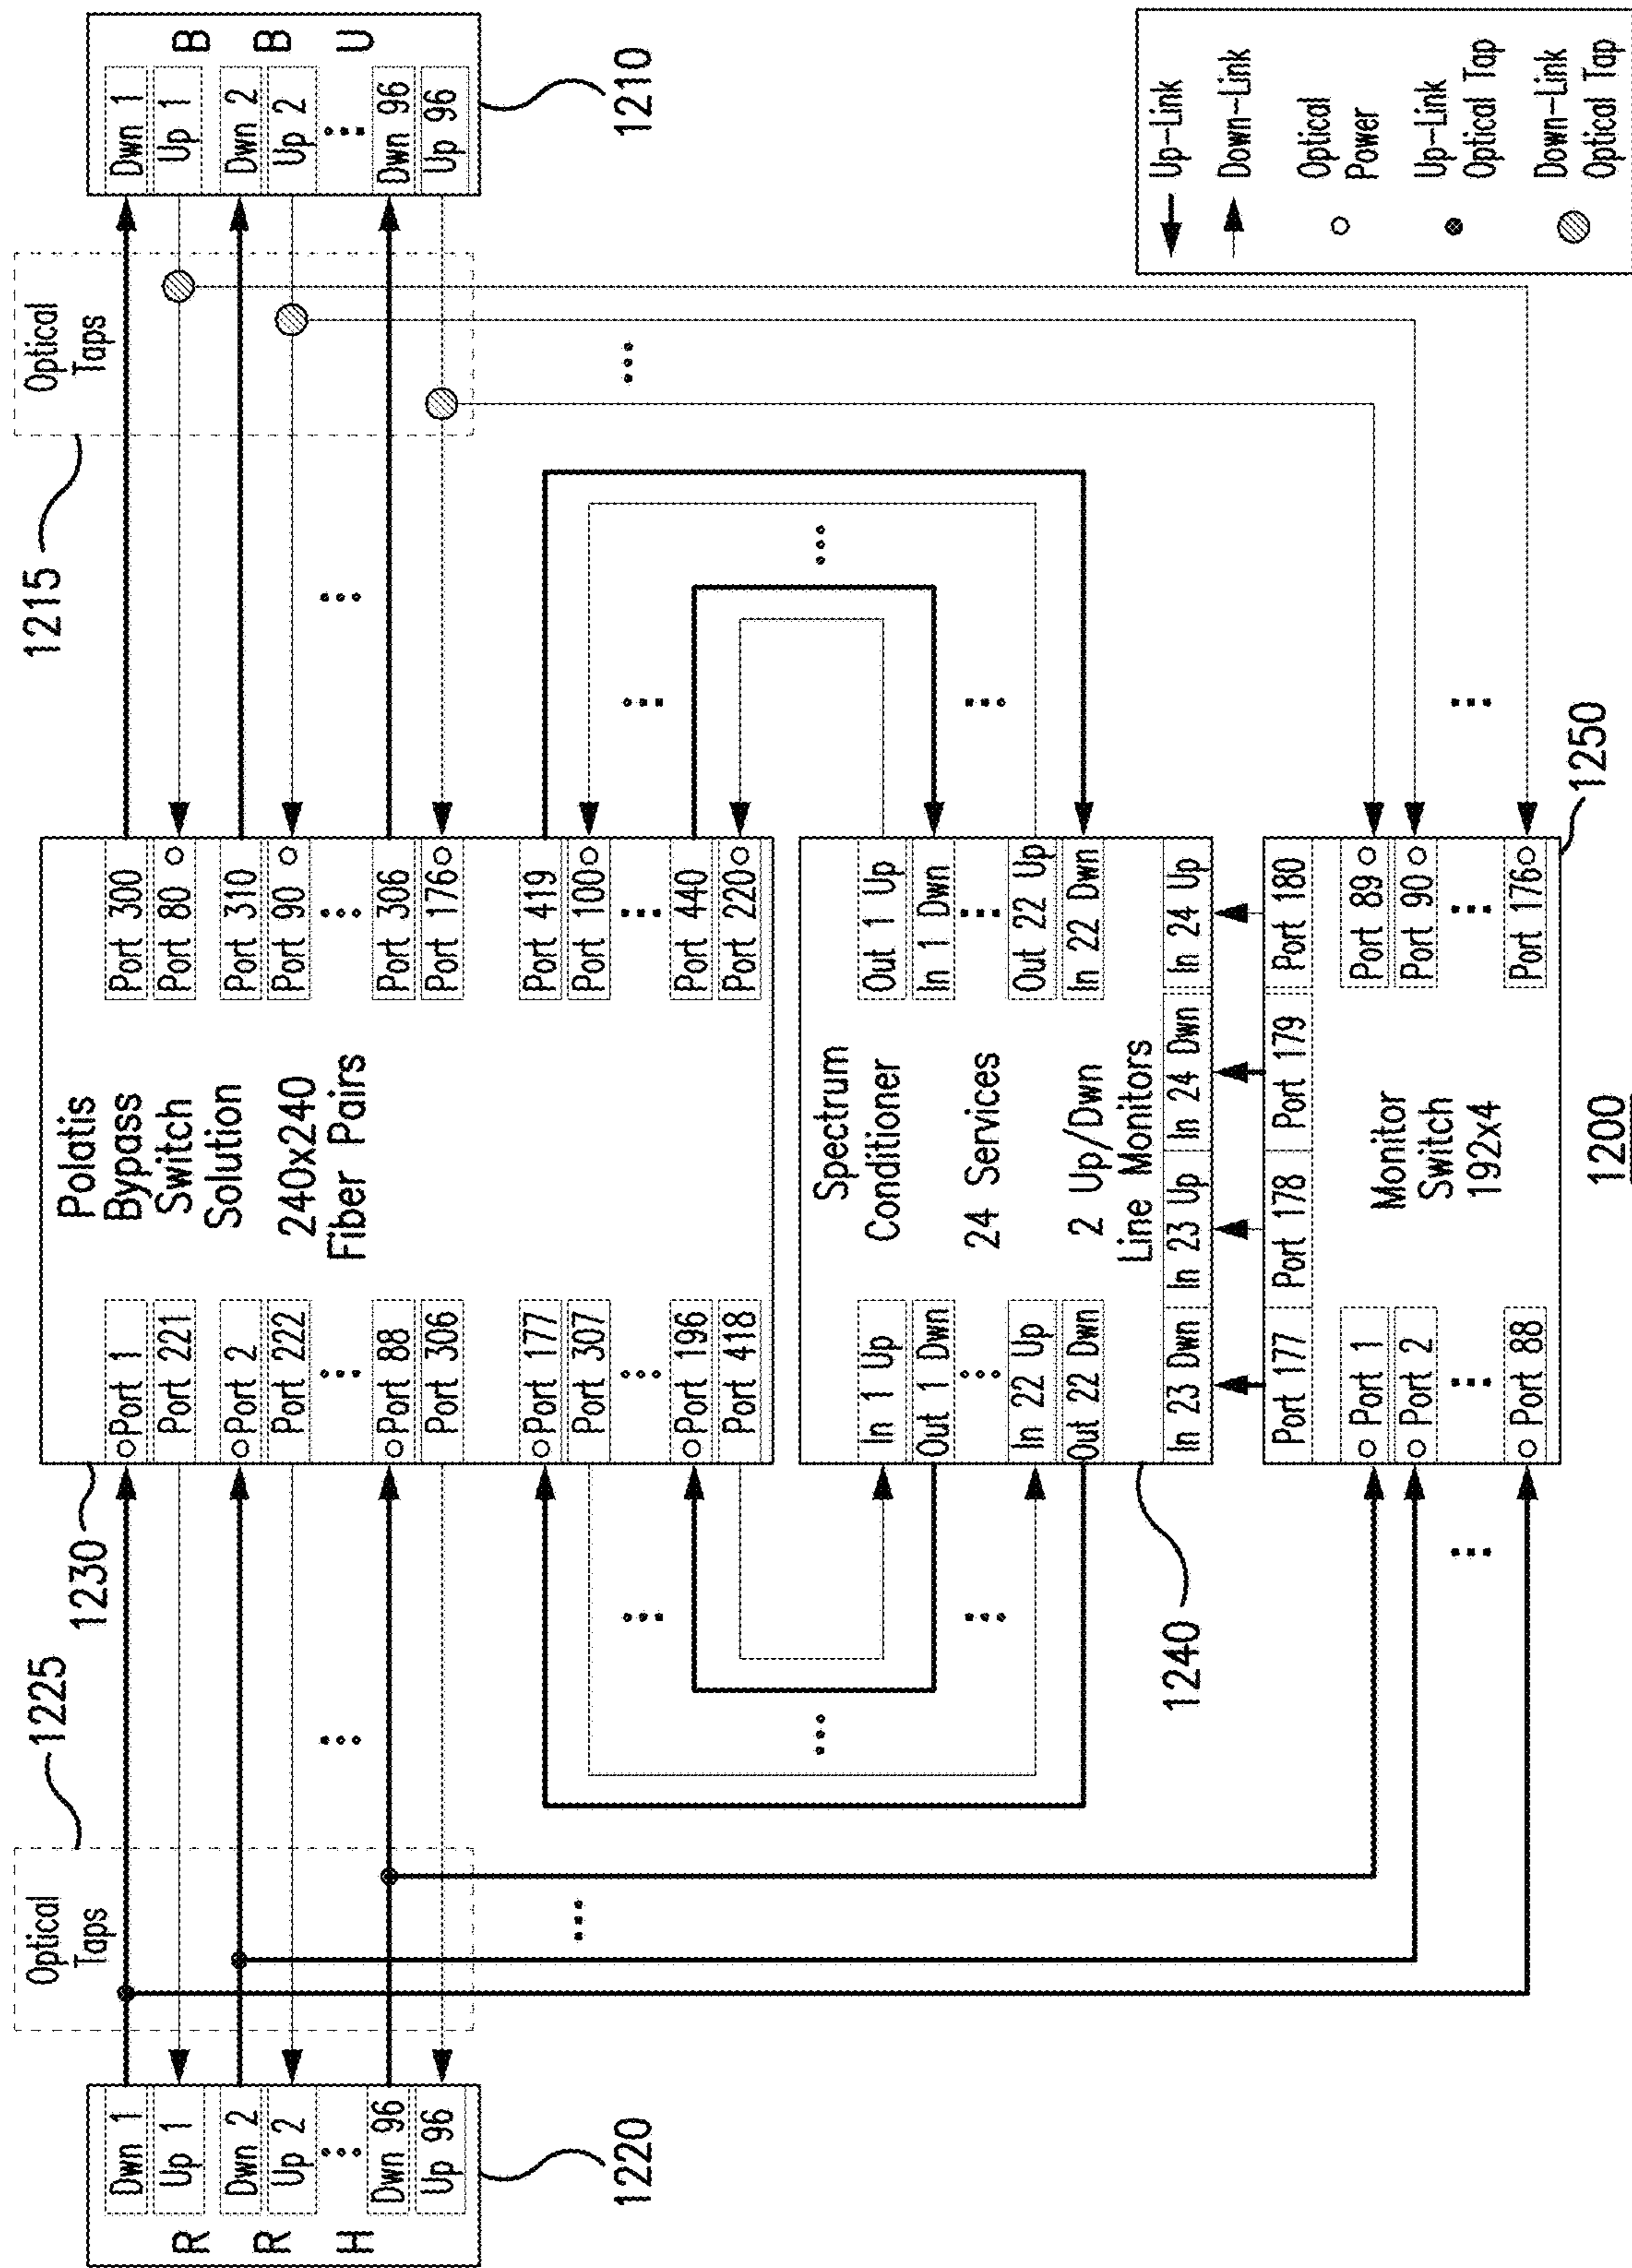 1220
R
R
H
Dwn 1
Up 1
Dwn 2
Up 2
Dwn 96
Up 96
Optical
Taps
1225
1230
Polatis
Bypass
Switch
Solution
240x240
Fiber Pairs
Port 1
Port 221
Port 2
Port 222
Port 88
Port 306
Port 177
Port 307
Port 196
Port 418
Port 300
Port 80
Port 310
Port 90
Port 306
Port 176
Port 419
Port 100
Port 440
Port 220
1215
Optical
Taps
Dwn 1
Up 1
Dwn 2
Up 2
Dwn 96
Up 96
B
B
U
1210
1240
Spectrum
Conditioner
24 Services
2 Up/Dwn
Line Monitors
In 1 Up
Out 1 Dwn
In 22 Up
Out 22 Dwn
Out 1 Up
In 1 Dwn
Out 22 Up
In 22 Dwn
In 23 Dwn
In 23 Up
In 24 Dwn
In 24 Up
Port 177
Port 178
Port 179
Port 180
Port 1
Port 2
Port 88
Monitor
Switch
192x4
Port 89
Port 90
Port 176
1250
1200
Up-Link
Down-Link
Optical
Power
Up-Link
Optical Tap
Down-Link
Optical Tap